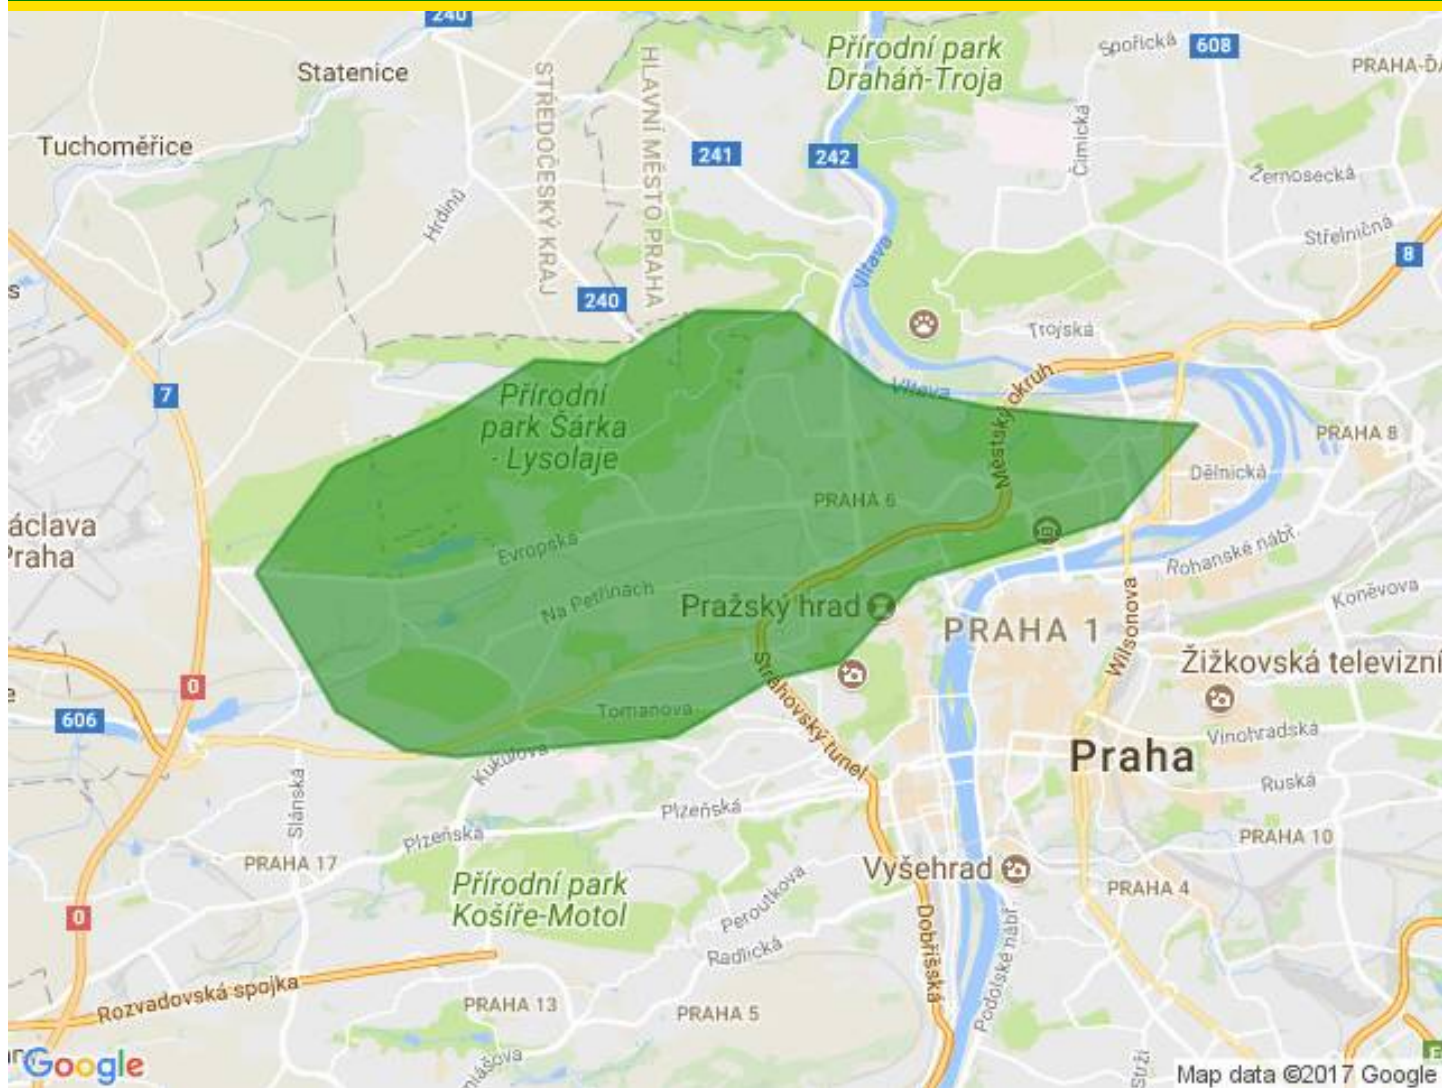 240
Přírodní park
Draháň-Troja
Spořická
608
PRAHA-ĎÁ
Statenice
STŘEDOČESKÝ KRAJ
HLAVNÍ MĚSTO PRAHA
Tuchoměřice
241
242
Čimická
Žernosecká
Hrdinů
Střelničná
8
Vltava
s
240
Trojská
7
Vltava
Městský okruh
Přírodní
park Šárka
- Lysolaje
PRAHA 8
Dělnická
PRAHA 6
áclava
Praha
Evropská
Rohanské nábř.
Na Petřinách
Koněvova
Pražský hrad
PRAHA 1
Wilsonova
Žižkovská televizní
0
e
606
Strahovský tunel
Tomanova
Vinohradská
Kukulova
Praha
Ruská
Slánská
Plzeňská
Plzeňská
PRAHA 10
PRAHA 17
Vyšehrad
PRAHA 4
Přírodní park
Košíře-Motol
Peroutkova
0
Dobříšská
Radlická
Podolské nábř.
Rozvadovská spojka
PRAHA 13
PRAHA 5
Google
Map data ©2017 Google